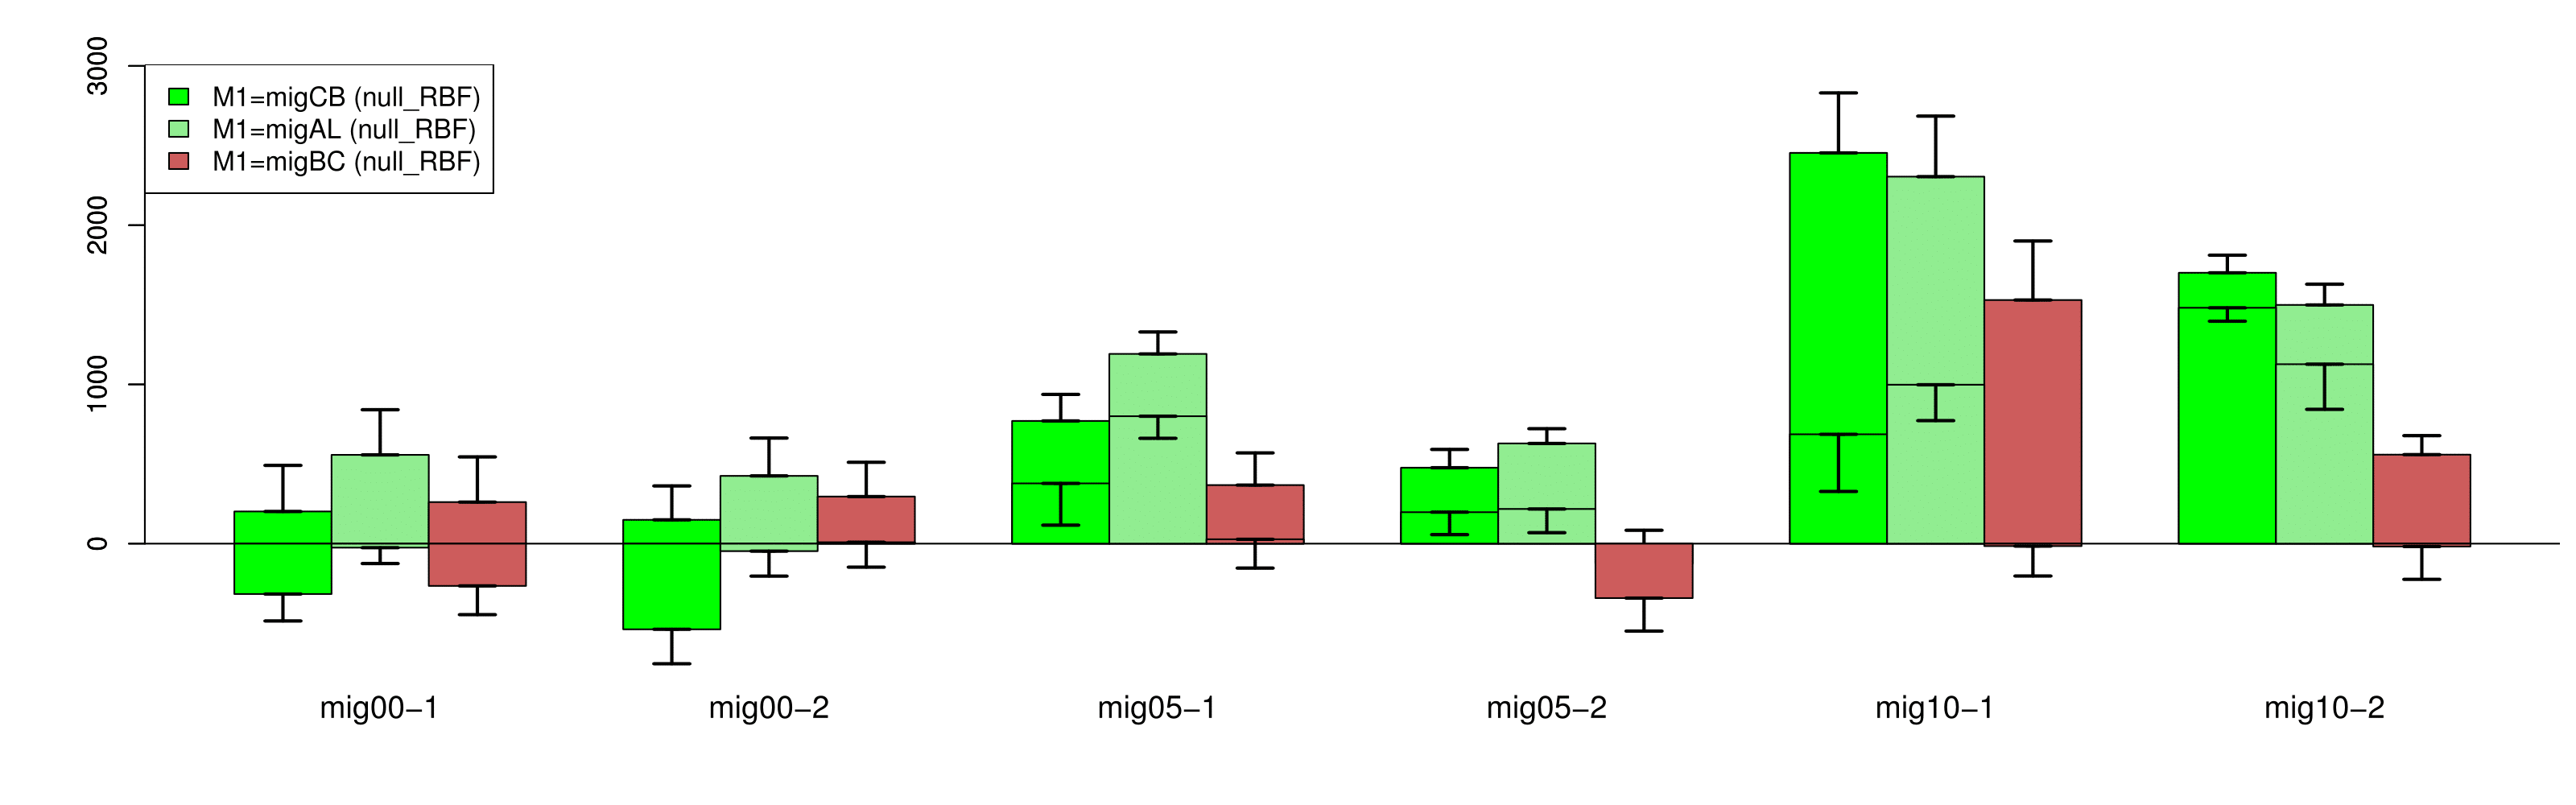 3000
2000
1000
0
M1=migCB (null_RBF)
M1=migAL (null_RBF)
M1=migBC (null_RBF)
mig00−1 mig00−2 mig05−1 mig05−2 mig10−1 mig10−2